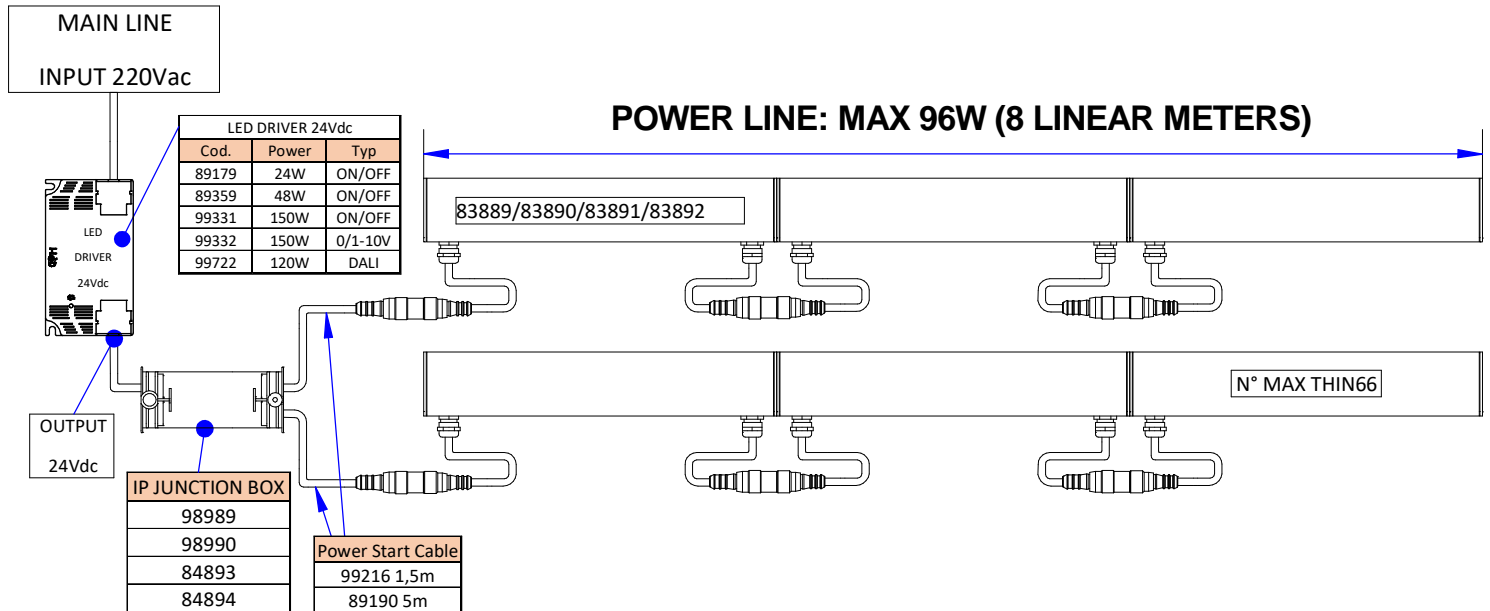 MAIN LINE
INPUT 220Vac
POWER LINE: MAX 96W (8 LINEAR METERS)
LED DRIVER 24Vdc
Cod. Power Typ
89179 24W ON/OFF
89359 48W ON/OFF
99331 150W ON/OFF
99332 150W 0/1-10V
99722 120W DALI
LED
DRIVER
24Vdc
83889/83890/83891/83892
N° MAX THIN66
OUTPUT
24Vdc
IP JUNCTION BOX
98989
98990
84893
84894
Power Start Cable
99216 1,5m
89190 5m